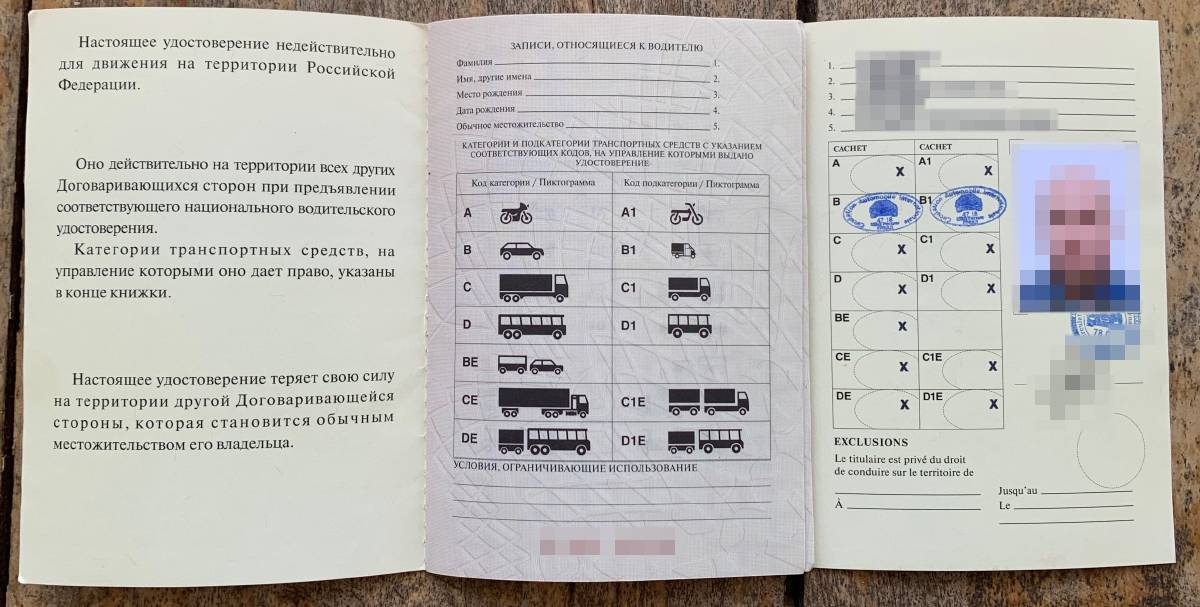 Настоящее удостоверение недействительно
для движения на территории Российской
Федерации.
Оно действительно на территории всех других
Договаривающихся сторон при предъявлении
соответствующего национального водительского
удостоверения.
Категории транспортных средств, на
управление которыми оно дает право, указаны
в конце книжки.
Настоящее удостоверение теряет свою силу
на территории другой Договаривающейся
стороны, которая становится обычным
местожительством его владельца.
ЗАПИСИ, ОТНОСЯЩИЕСЯ К ВОДИТЕЛЮ
Фамилия 1.
Имя, другие имена 2.
Место рождения 3.
Дата рождения 4.
Обычное местожительство 5.
КАТЕГОРИИ И ПОДКАТЕГОРИИ ТРАНСПОРТНЫХ СРЕДСТВ С УКАЗАНИЕМ
СООТВЕТСТВУЮЩИХ КОДОВ, НА УПРАВЛЕНИЕ КОТОРЫМИ ВЫДАНО
УДОСТОВЕРЕНИЕ
Код категории / Пиктограмма Код подкатегории / Пиктограмма
A A1
B B1
C C1
D D1
BE
CE C1E
DE D1E
УСЛОВИЯ, ОГРАНИЧИВАЮЩИЕ ИСПОЛЬЗОВАНИЕ
1.
2.
3.
4.
5.
CACHET CACHET
A X A1 X
B B1
C X C1 X
D X D1 X
BE X
CE X C1E X
DE X D1E X
EXCLUSIONS
Le titulaire est privé du droit
de conduire sur le territoire de
Jusqu'au
À Le